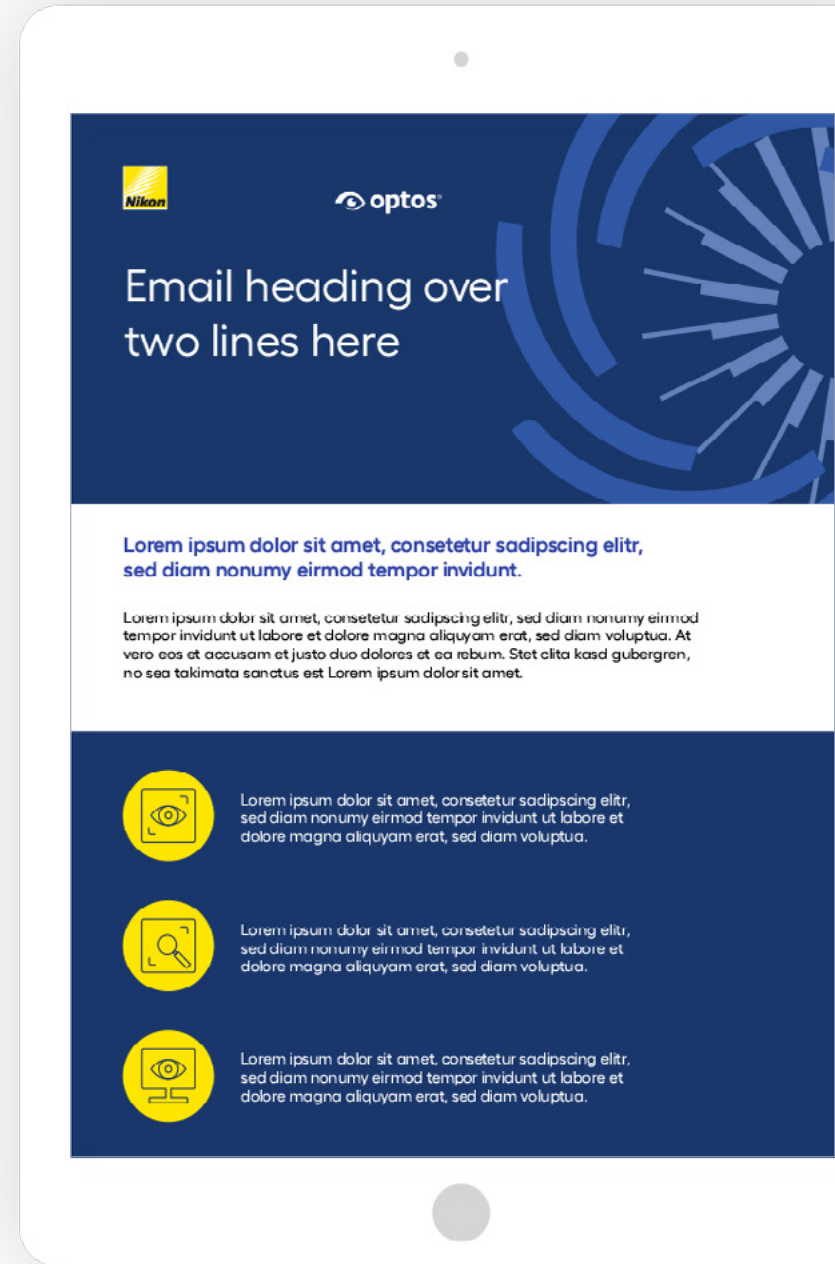 Nikon
optos®
Email heading over
two lines here
Lorem ipsum dolor sit amet, consetetur sadipscing elitr,
sed diam nonumy eirmod tempor invidunt.
Lorem ipsum dolor sit amet, consetetur sadipscing elitr, sed diam nonumy eirmod
tempor invidunt ut labore et dolore magna aliquyam erat, sed diam voluptua. At
vero eos et accusam et justo duo dolores et ea rebum. Stet clita kasd gubergren,
no sea takimata sanctus est Lorem ipsum dolor sit amet.
Lorem ipsum dolor sit amet, consetetur sadipscing elitr,
sed diam nonumy eirmod tempor invidunt ut labore et
dolore magna aliquyam erat, sed diam voluptua.
Lorem ipsum dolor sit amet, consetetur sadipscing elitr,
sed diam nonumy eirmod tempor invidunt ut labore et
dolore magna aliquyam erat, sed diam voluptua.
Lorem ipsum dolor sit amet, consetetur sadipscing elitr,
sed diam nonumy eirmod tempor invidunt ut labore et
dolore magna aliquyam erat, sed diam voluptua.